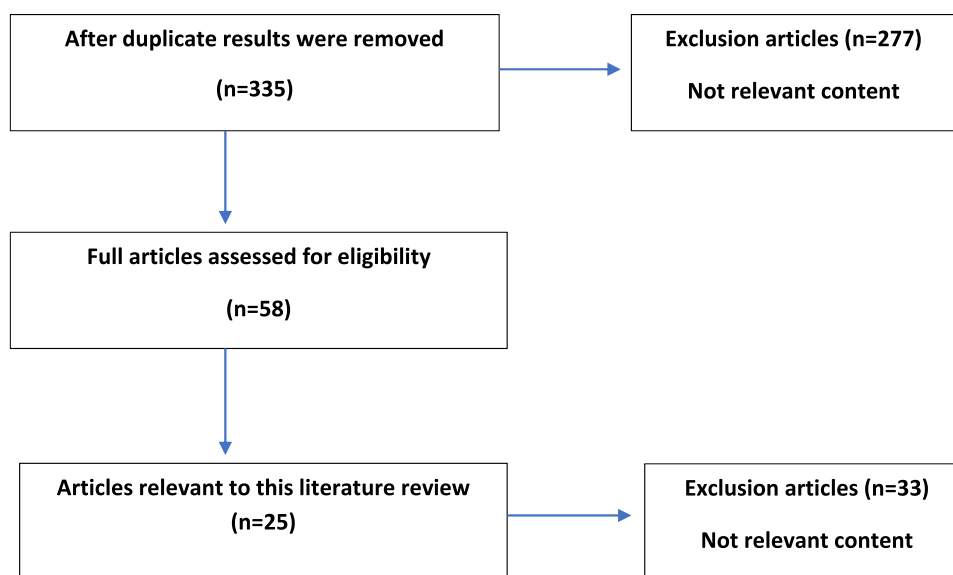 After duplicate results were removed
(n=335)
Exclusion articles (n=277)
Not relevant content
Full articles assessed for eligibility
(n=58)
Articles relevant to this literature review
(n=25)
Exclusion articles (n=33)
Not relevant content